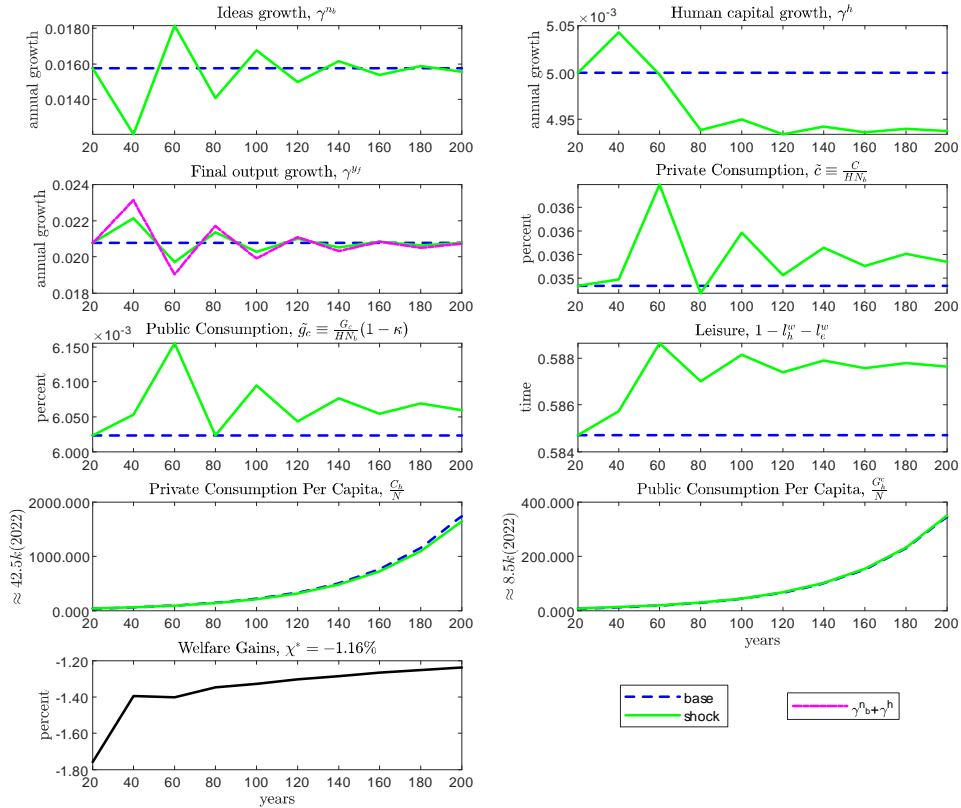 Ideas growth, γ^{n_b}
annual growth
0.0180
0.0160
0.0140
20 40 60 80 100 120 140 160 180 200
Human capital growth, γ^h
×10^{-3}
annual growth
5.05
5.00
4.95
20 40 60 80 100 120 140 160 180 200
Final output growth, γ^{y_f}
annual growth
0.024
0.022
0.020
0.018
20 40 60 80 100 120 140 160 180 200
Private Consumption, c̃ ≡ \frac{C}{HN_b}
percent
0.036
0.036
0.035
20 40 60 80 100 120 140 160 180 200
Public Consumption, \tilde{g_c} ≡ \frac{G_c}{HN_b}(1 − κ)
×10^{-3}
percent
6.150
6.100
6.050
6.000
20 40 60 80 100 120 140 160 180 200
Leisure, 1 − l_h^w − l_e^w
time
0.588
0.586
0.584
20 40 60 80 100 120 140 160 180 200
Private Consumption Per Capita, \frac{C_h}{N}
≈ 42.5k(2022)
2000.000
1000.000
0.000
20 40 60 80 100 120 140 160 180 200
Public Consumption Per Capita, \frac{G_h^c}{N}
≈ 8.5k(2022)
400.000
200.000
0.000
20 40 60 80 100 120 140 160 180 200
years
Welfare Gains, χ* = −1.16%
percent
-1.20
-1.40
-1.60
-1.80
20 40 60 80 100 120 140 160 180 200
years
base
shock
γ^{n_b}+γ^h